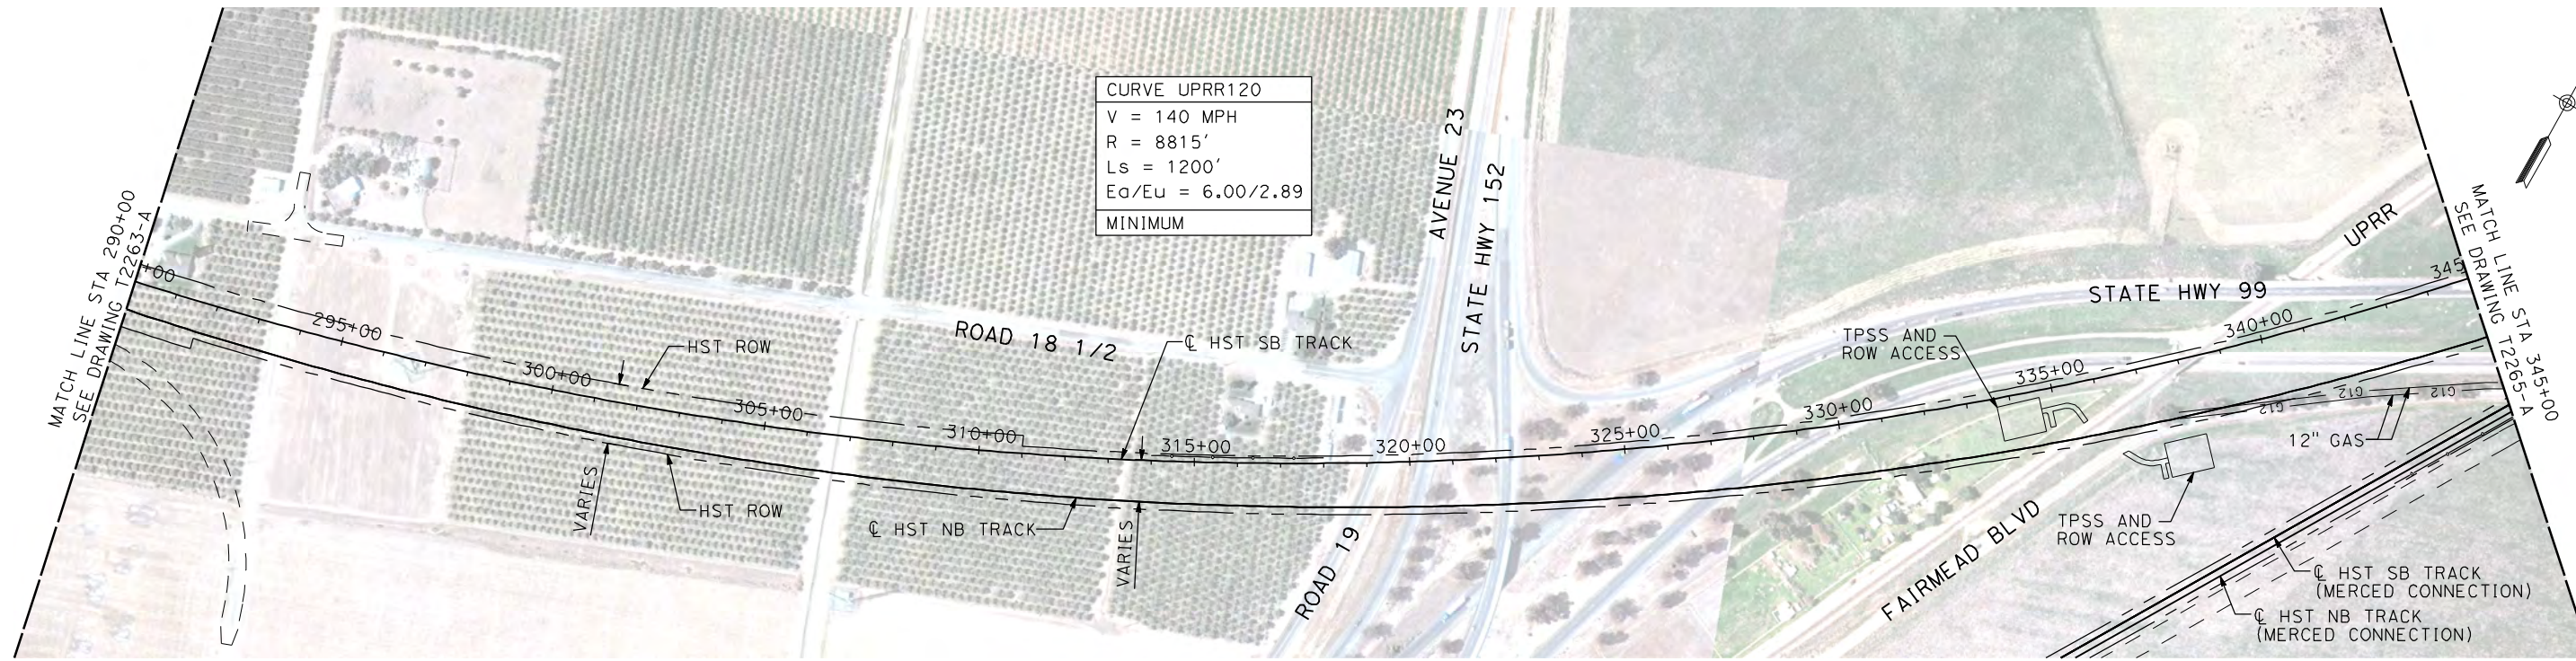 CURVE UPRR120
V = 140 MPH
R = 8815'
Ls = 1200'
Ea/Eu = 6.00/2.89
MINIMUM
MATCH LINE STA 290+00
SEE DRAWING T2263-A
+00
295+00
300+00
305+00
310+00
315+00
320+00
325+00
330+00
335+00
340+00
345
HST ROW
ROAD 18 1/2
℄ HST SB TRACK
AVENUE 23
STATE HWY 152
VARIES
HST ROW
℄ HST NB TRACK
VARIES
ROAD 19
TPSS AND
ROW ACCESS
STATE HWY 99
UPRR
G12
G12
G12
12" GAS
FAIRMEAD BLVD
TPSS AND
ROW ACCESS
℄ HST SB TRACK
(MERCED CONNECTION)
℄ HST NB TRACK
(MERCED CONNECTION)
MATCH LINE STA 345+00
SEE DRAWING T2265-A